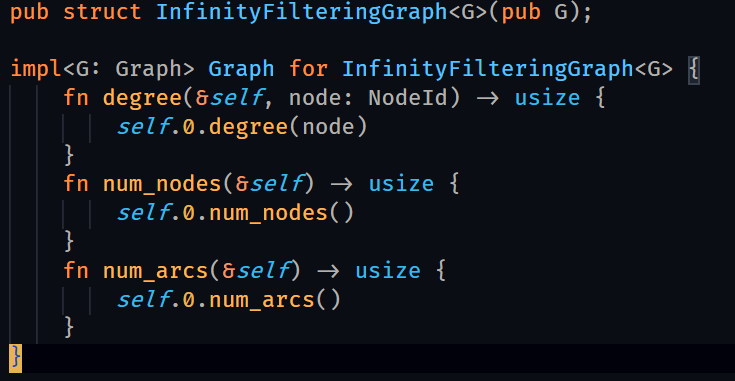 pub struct InfinityFilteringGraph<G>(pub G);
impl<G: Graph> Graph for InfinityFilteringGraph<G> {
    fn degree(&self, node: NodeId) -> usize {
        self.0.degree(node)
    }
    fn num_nodes(&self) -> usize {
        self.0.num_nodes()
    }
    fn num_arcs(&self) -> usize {
        self.0.num_arcs()
    }
}